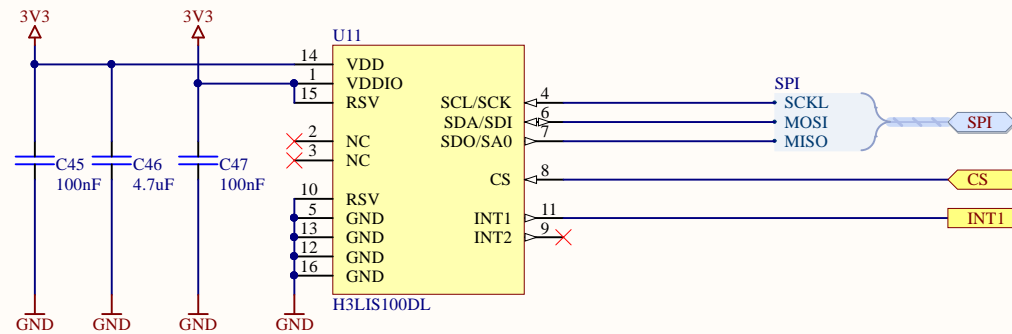 3V3
3V3
U11
14 VDD
1 VDDIO
15 RSV
2 NC
3 NC
10 RSV
5 GND
13 GND
12 GND
16 GND
SCL/SCK 4
SDA/SDI 6
SDO/SA0 7
CS 8
INT1 11
INT2 9
H3LIS100DL
SPI
SCKL
MOSI
MISO
SPI
CS
INT1
C45
100nF
C46
4.7uF
C47
100nF
GND
GND
GND
GND